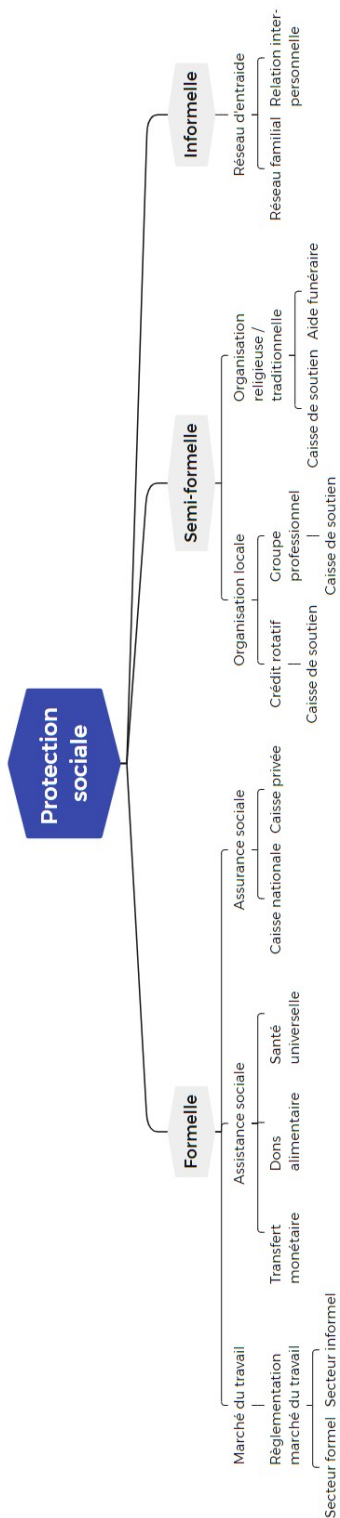 Protection
sociale
Formelle
Semi-formelle
Informelle
Marché du travail
Assistance sociale
Assurance sociale
Organisation locale
Organisation
religieuse /
traditionnelle
Réseau d'entraide
Règlementation
marché du travail
Transfert
monétaire
Dons
alimentaire
Santé
universelle
Caisse nationale
Caisse privée
Crédit rotatif
Groupe
professionnel
Caisse de soutien
Aide funéraire
Réseau familial
Relation inter-
personnelle
Secteur formel
Secteur informel
Caisse de soutien
Caisse de soutien